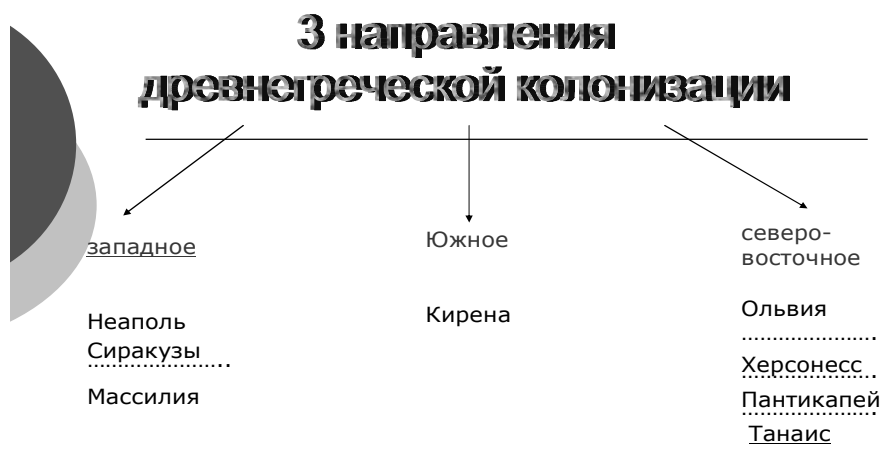 3 направления
древнегреческой колонизации
западное
Южное
северо-
восточное
Неаполь
Сиракузы
…………………..
Массилия
Кирена
Ольвия
………………….
Херсонесс
………………….
Пантикапей
………………….
Танаис